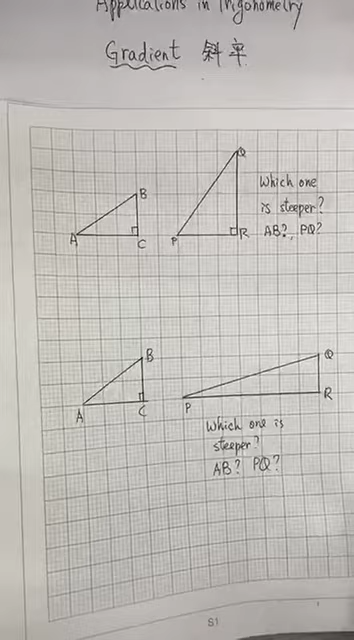 Applications in Trigonometry
Gradient 斜率
B
A
C
Q
P
R
Which one
is steeper?
AB?, PQ?
B
A
C
Q
P
R
Which one is
steeper?
AB? PQ?
S1